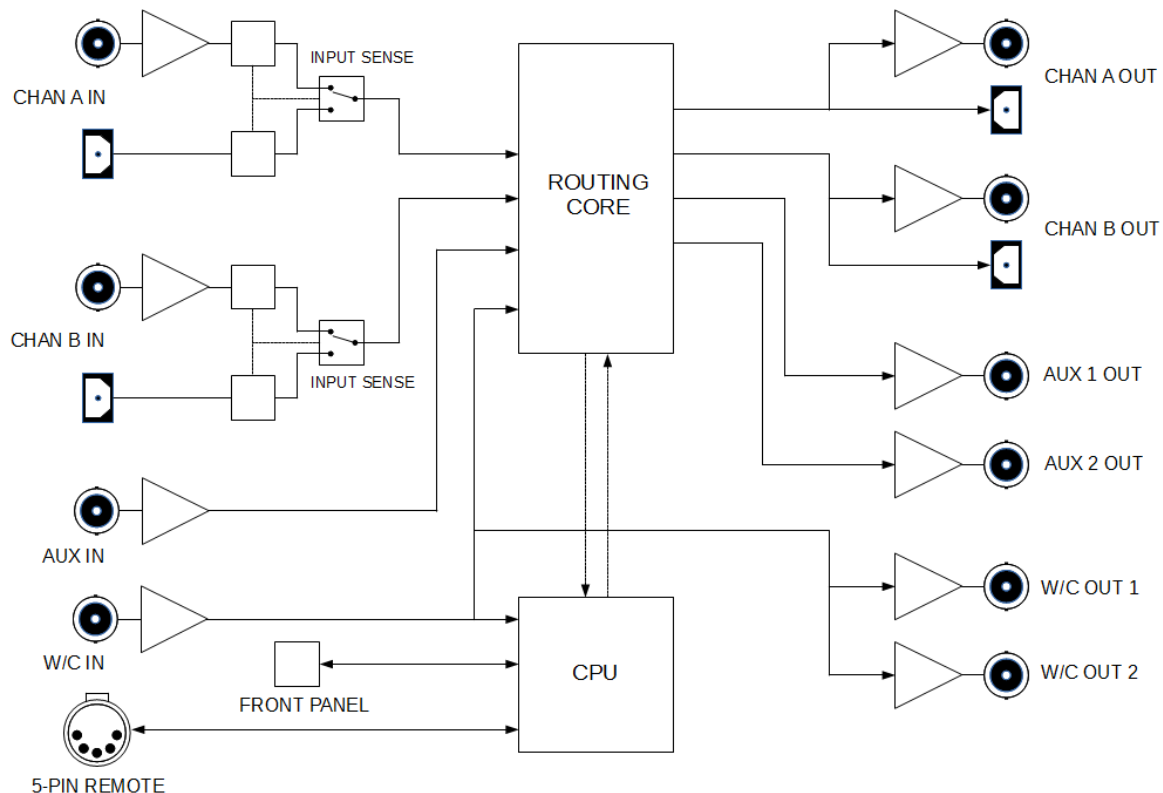 INPUT SENSE
CHAN A IN
CHAN A OUT
ROUTING
CORE
CHAN B OUT
CHAN B IN
INPUT SENSE
AUX 1 OUT
AUX 2 OUT
AUX IN
W/C OUT 1
W/C IN
CPU
W/C OUT 2
FRONT PANEL
5-PIN REMOTE